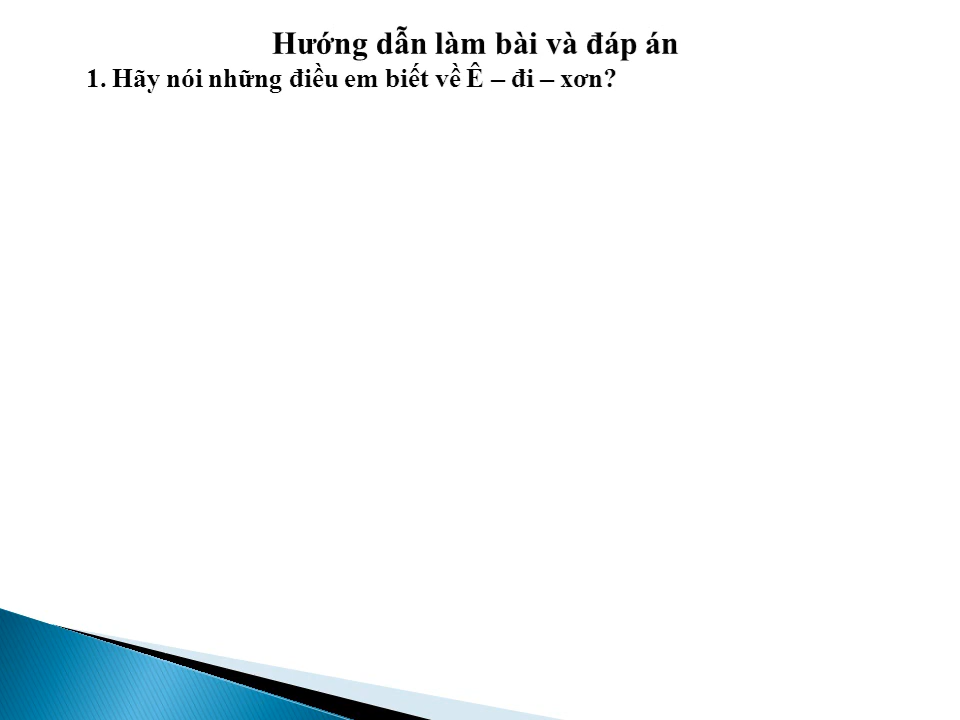 Hướng dẫn làm bài và đáp án
1. Hãy nói những điều em biết về Ê – đi – xơn?